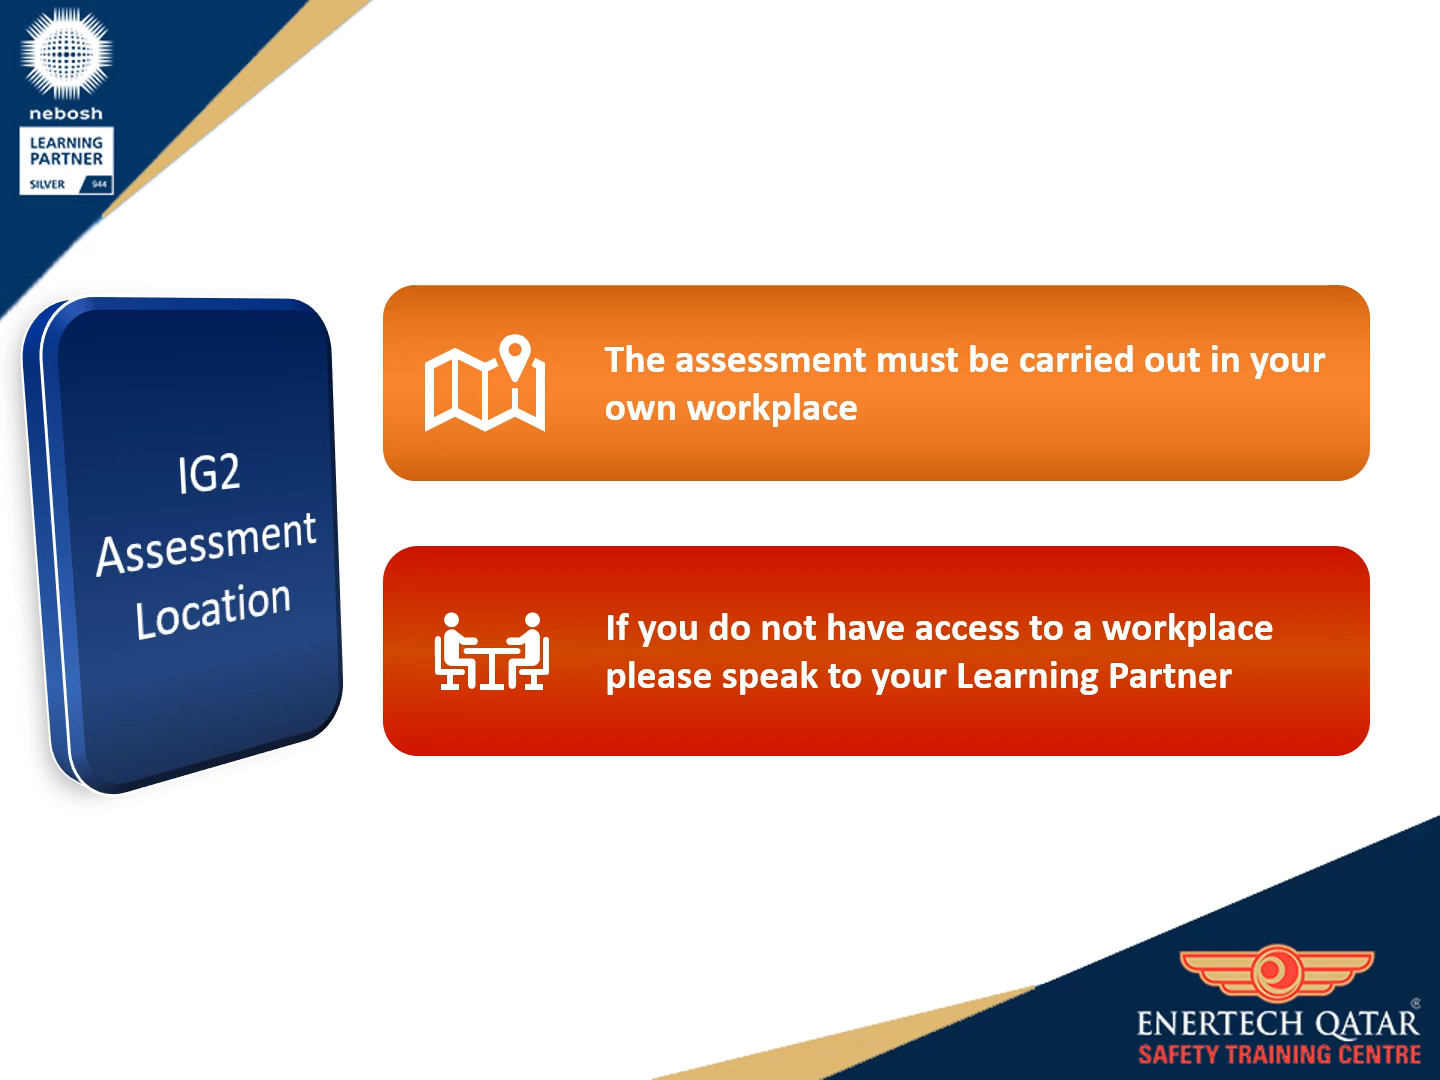 nebosh
LEARNING
PARTNER
SILVER 944
IG2
Assessment
Location
The assessment must be carried out in your
own workplace
If you do not have access to a workplace
please speak to your Learning Partner
ENERTECH QATAR®
SAFETY TRAINING CENTRE